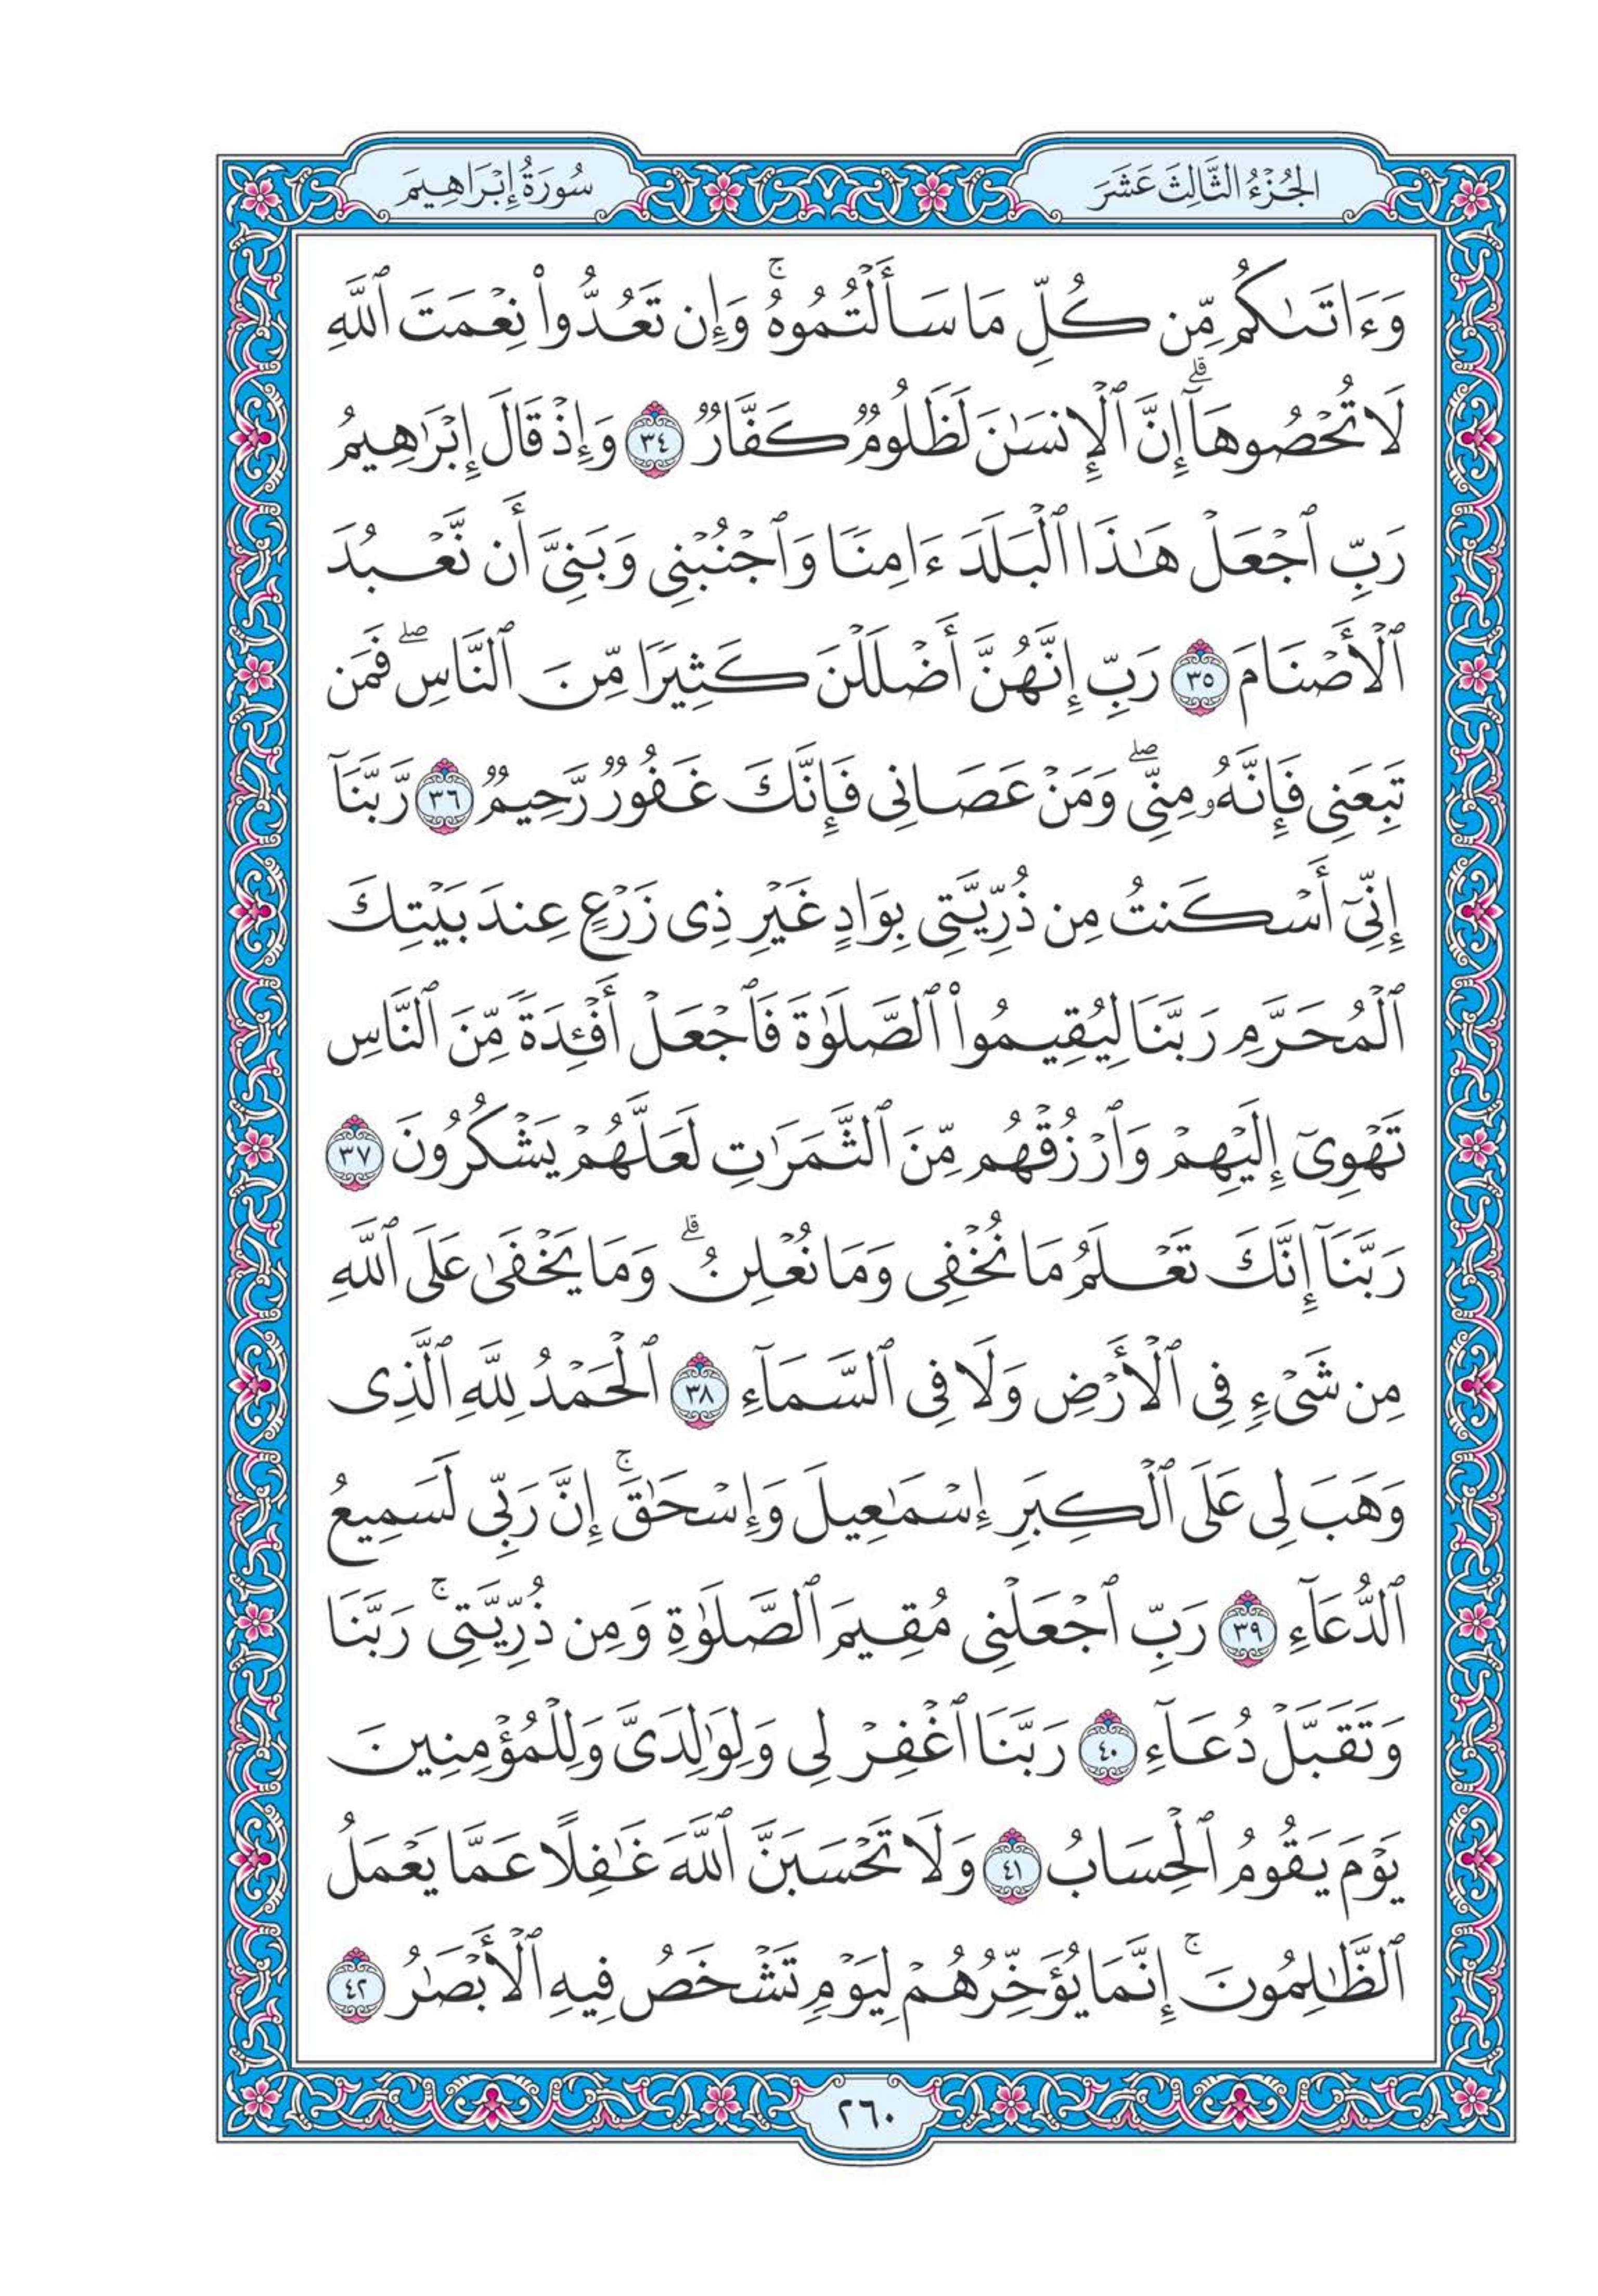 الجُزْءُ الثَّالِثَ عَشَرَ
سُورَةُ إِبْرَاهِيمَ
وَءَاتَىٰكُم مِّن كُلِّ مَا سَأَلْتُمُوهُۚ وَإِن تَعُدُّوا۟ نِعْمَتَ ٱللَّهِ
لَا تُحْصُوهَآۗ إِنَّ ٱلْإِنسَٰنَ لَظَلُومٌ كَفَّارٌ ٣٤ وَإِذْ قَالَ إِبْرَٰهِيمُ
رَبِّ ٱجْعَلْ هَٰذَا ٱلْبَلَدَ ءَامِنًا وَٱجْنُبْنِى وَبَنِىَّ أَن نَّعْبُدَ
ٱلْأَصْنَامَ ٣٥ رَبِّ إِنَّهُنَّ أَضْلَلْنَ كَثِيرًا مِّنَ ٱلنَّاسِۖ فَمَن
تَبِعَنِى فَإِنَّهُۥ مِنِّىۖ وَمَنْ عَصَانِى فَإِنَّكَ غَفُورٌ رَّحِيمٌ ٣٦ رَّبَّنَآ
إِنِّىٓ أَسْكَنتُ مِن ذُرِّيَّتِى بِوَادٍ غَيْرِ ذِى زَرْعٍ عِندَ بَيْتِكَ
ٱلْمُحَرَّمِ رَبَّنَا لِيُقِيمُوا۟ ٱلصَّلَوٰةَ فَٱجْعَلْ أَفْـِٔدَةً مِّنَ ٱلنَّاسِ
تَهْوِىٓ إِلَيْهِمْ وَٱرْزُقْهُم مِّنَ ٱلثَّمَرَٰتِ لَعَلَّهُمْ يَشْكُرُونَ ٣٧
رَبَّنَآ إِنَّكَ تَعْلَمُ مَا نُخْفِى وَمَا نُعْلِنُۗ وَمَا يَخْفَىٰ عَلَى ٱللَّهِ
مِن شَىْءٍ فِى ٱلْأَرْضِ وَلَا فِى ٱلسَّمَآءِ ٣٨ ٱلْحَمْدُ لِلَّهِ ٱلَّذِى
وَهَبَ لِى عَلَى ٱلْكِبَرِ إِسْمَٰعِيلَ وَإِسْحَٰقَۚ إِنَّ رَبِّى لَسَمِيعُ
ٱلدُّعَآءِ ٣٩ رَبِّ ٱجْعَلْنِى مُقِيمَ ٱلصَّلَوٰةِ وَمِن ذُرِّيَّتِىۚ رَبَّنَا
وَتَقَبَّلْ دُعَآءِ ٤٠ رَبَّنَا ٱغْفِرْ لِى وَلِوَٰلِدَىَّ وَلِلْمُؤْمِنِينَ
يَوْمَ يَقُومُ ٱلْحِسَابُ ٤١ وَلَا تَحْسَبَنَّ ٱللَّهَ غَٰفِلًا عَمَّا يَعْمَلُ
ٱلظَّٰلِمُونَۚ إِنَّمَا يُؤَخِّرُهُمْ لِيَوْمٍ تَشْخَصُ فِيهِ ٱلْأَبْصَٰرُ ٤٢
٢٦٠